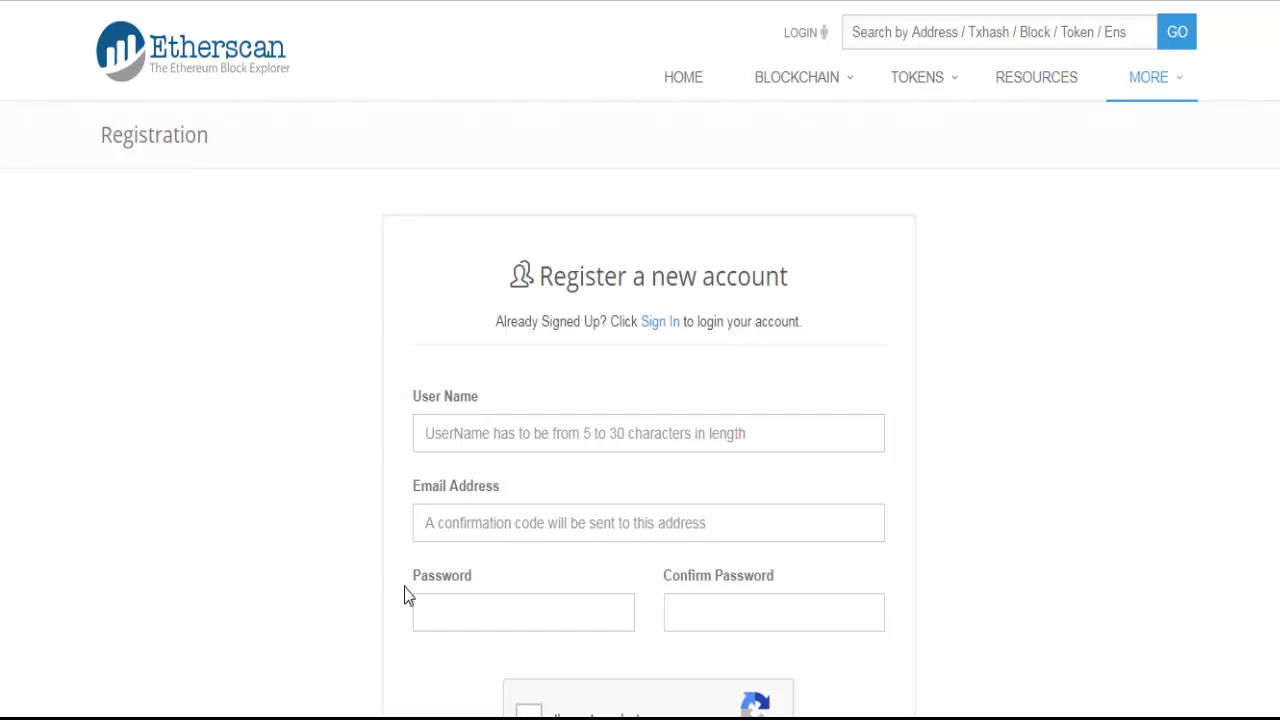 Etherscan
The Ethereum Block Explorer
LOGIN
Search by Address / Txhash / Block / Token / Ens
GO
HOME
BLOCKCHAIN
TOKENS
RESOURCES
MORE
Registration
Register a new account
Already Signed Up? Click Sign In to login your account.
User Name
UserName has to be from 5 to 30 characters in length
Email Address
A confirmation code will be sent to this address
Password
Confirm Password